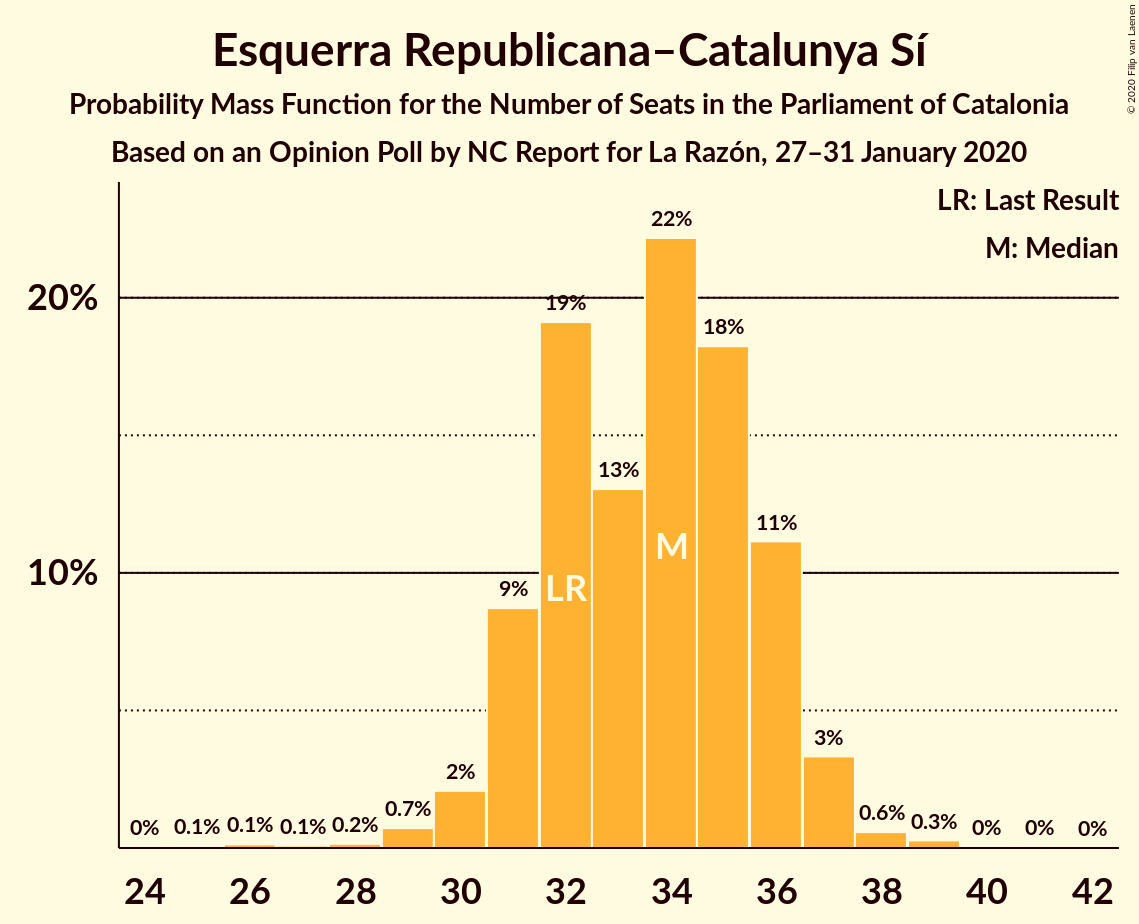 Esquerra Republicana–Catalunya Sí
Probability Mass Function for the Number of Seats in the Parliament of Catalonia
Based on an Opinion Poll by NC Report for La Razón, 27–31 January 2020
© 2020 Filip van Laenen
LR: Last Result
M: Median
20%
10%
0%
0.1%
0.1%
0.1%
0.2%
0.7%
2%
9%
19%
13%
22%
18%
11%
3%
0.6%
0.3%
0%
0%
0%
LR
M
24 26 28 30 32 34 36 38 40 42